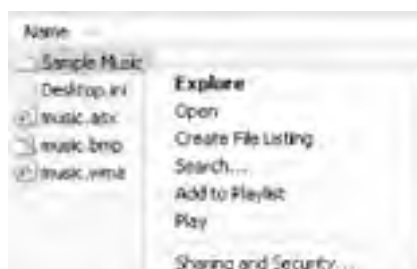 Name
Sample Music
Desktop.ini
music.asx
music.bmp
music.wma
Explore
Open
Create File Listing
Search...
Add to Playlist
Play
Sharing and Security...